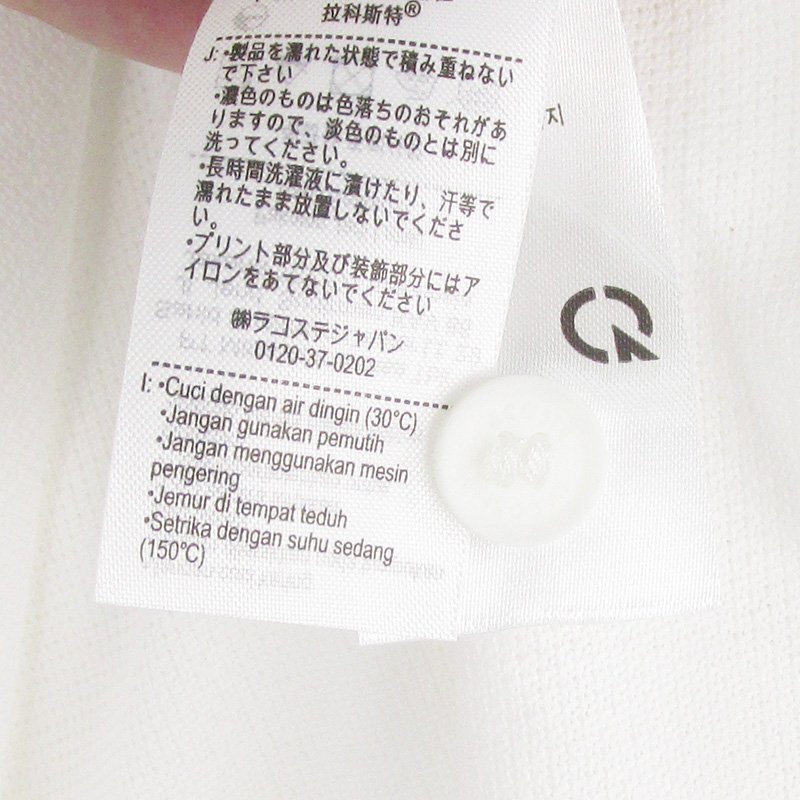 拉科斯特®
J: •製品を濡れた状態で積み重ねない
で下さい
•濃色のものは色落ちのおそれがあ
りますので、淡色のものとは別に
洗ってください。
•長時間洗濯液に漬けたり、汗等で
濡れたまま放置しないでくださ
い。
•プリント部分及び装飾部分にはア
イロンをあてないでください
㈱ラコステジャパン
0120-37-0202
I: •Cuci dengan air dingin (30°C)
•Jangan gunakan pemutih
•Jangan menggunakan mesin
pengering
•Jemur di tempat teduh
•Setrika dengan suhu sedang
(150°C)
지